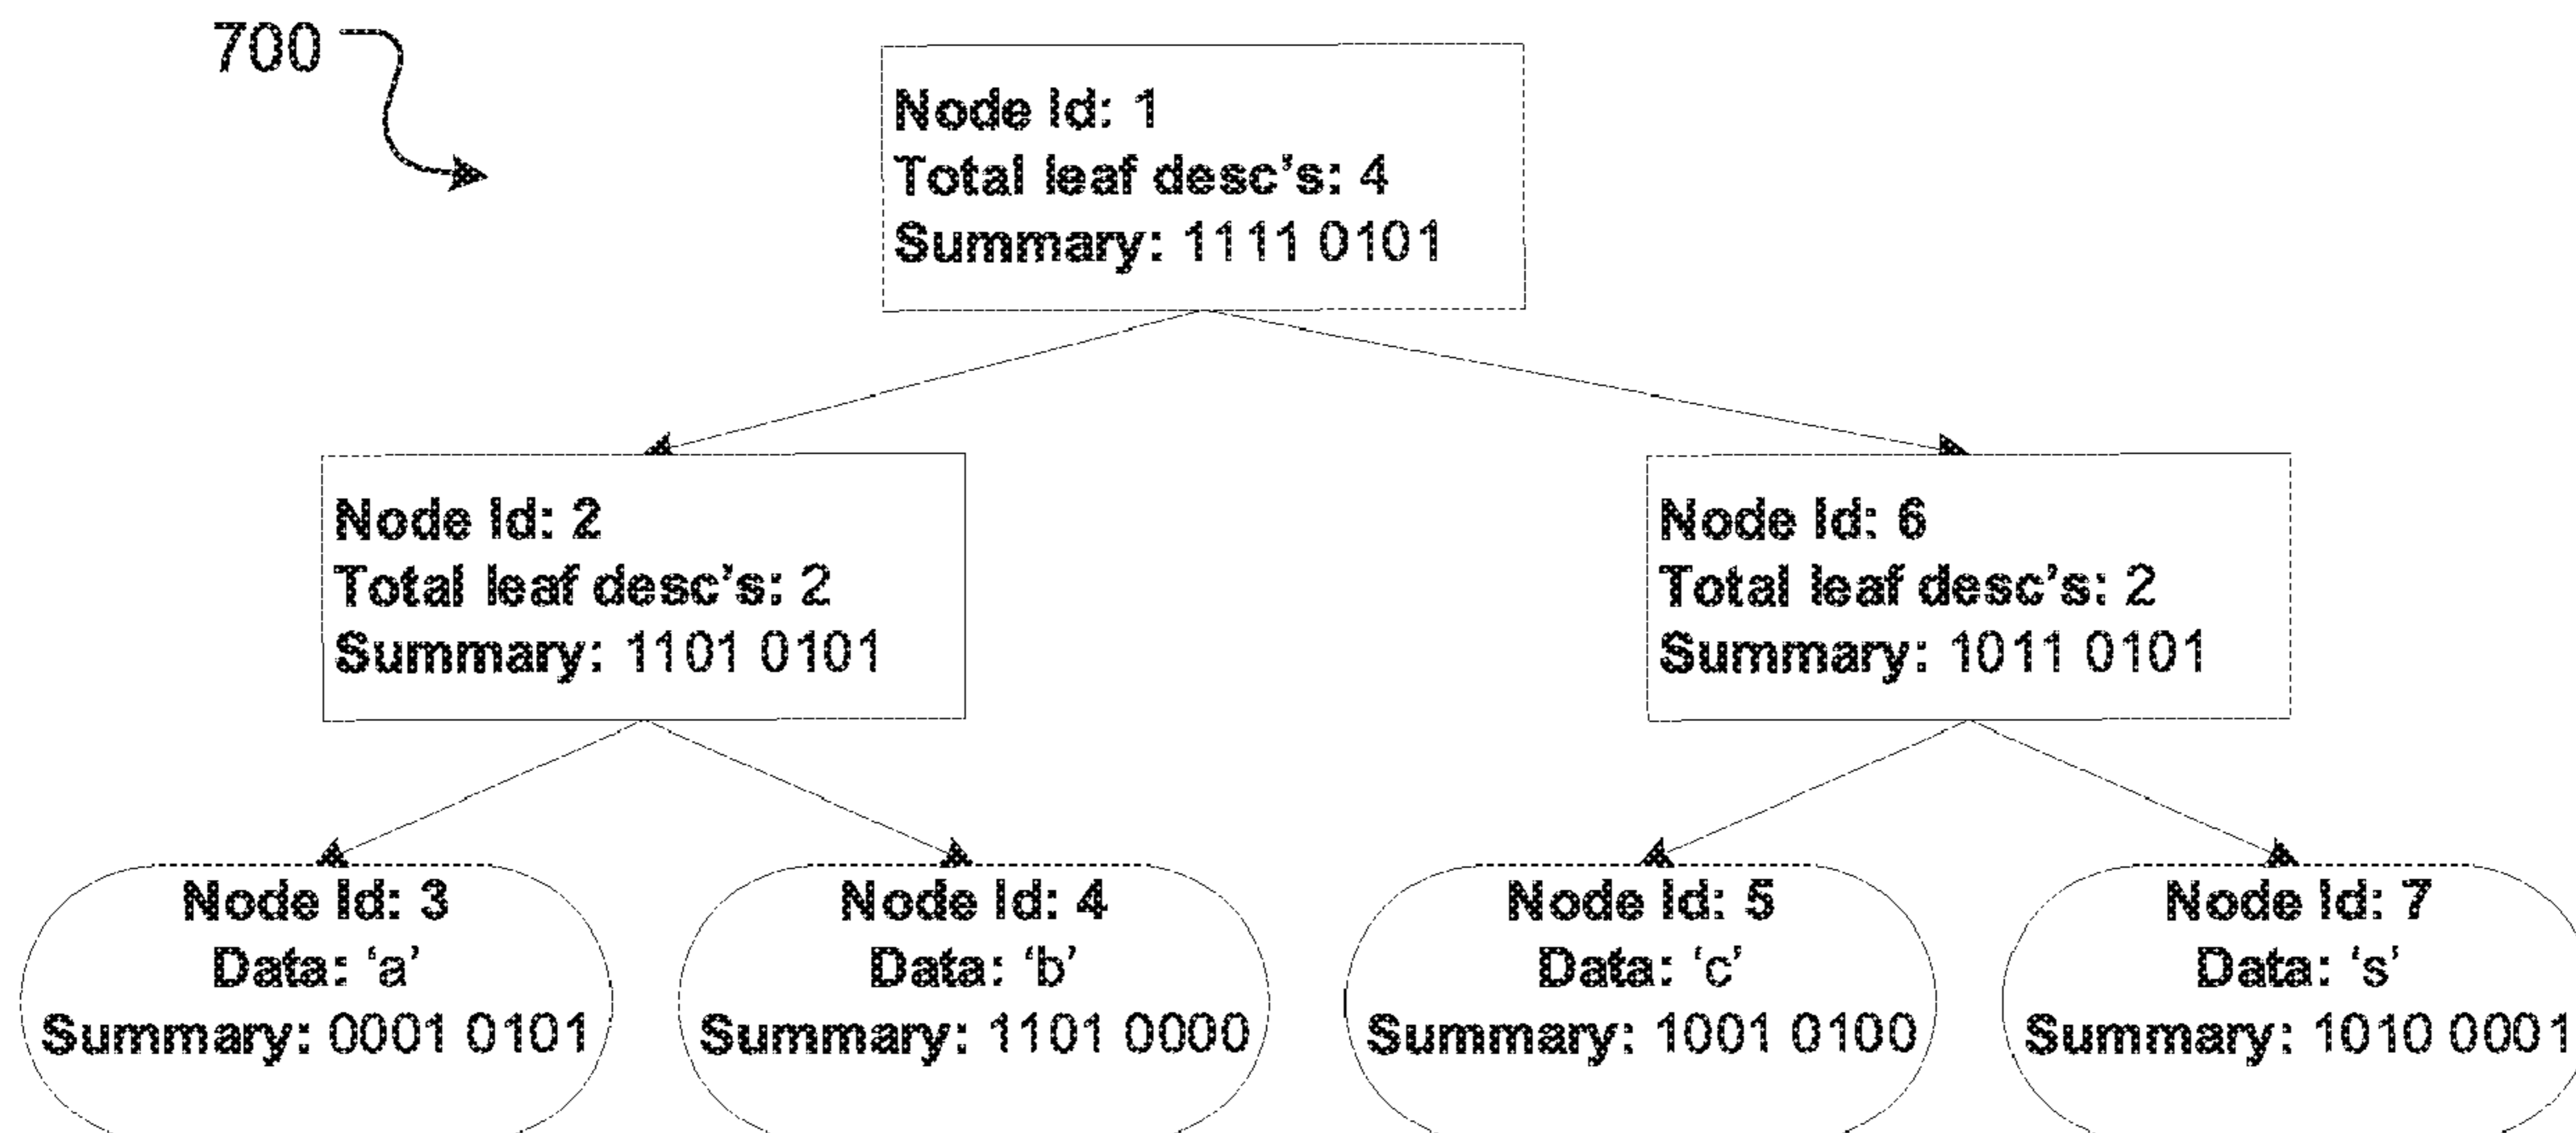 700
Node Id: 1
Total leaf desc's: 4
Summary: 1111 0101
Node Id: 2
Total leaf desc's: 2
Summary: 1101 0101
Node Id: 6
Total leaf desc's: 2
Summary: 1011 0101
Node Id: 3
Data: ‘a’
Summary: 0001 0101
Node Id: 4
Data: ‘b’
Summary: 1101 0000
Node Id: 5
Data: ‘c’
Summary: 1001 0100
Node Id: 7
Data: ‘s’
Summary: 1010 0001